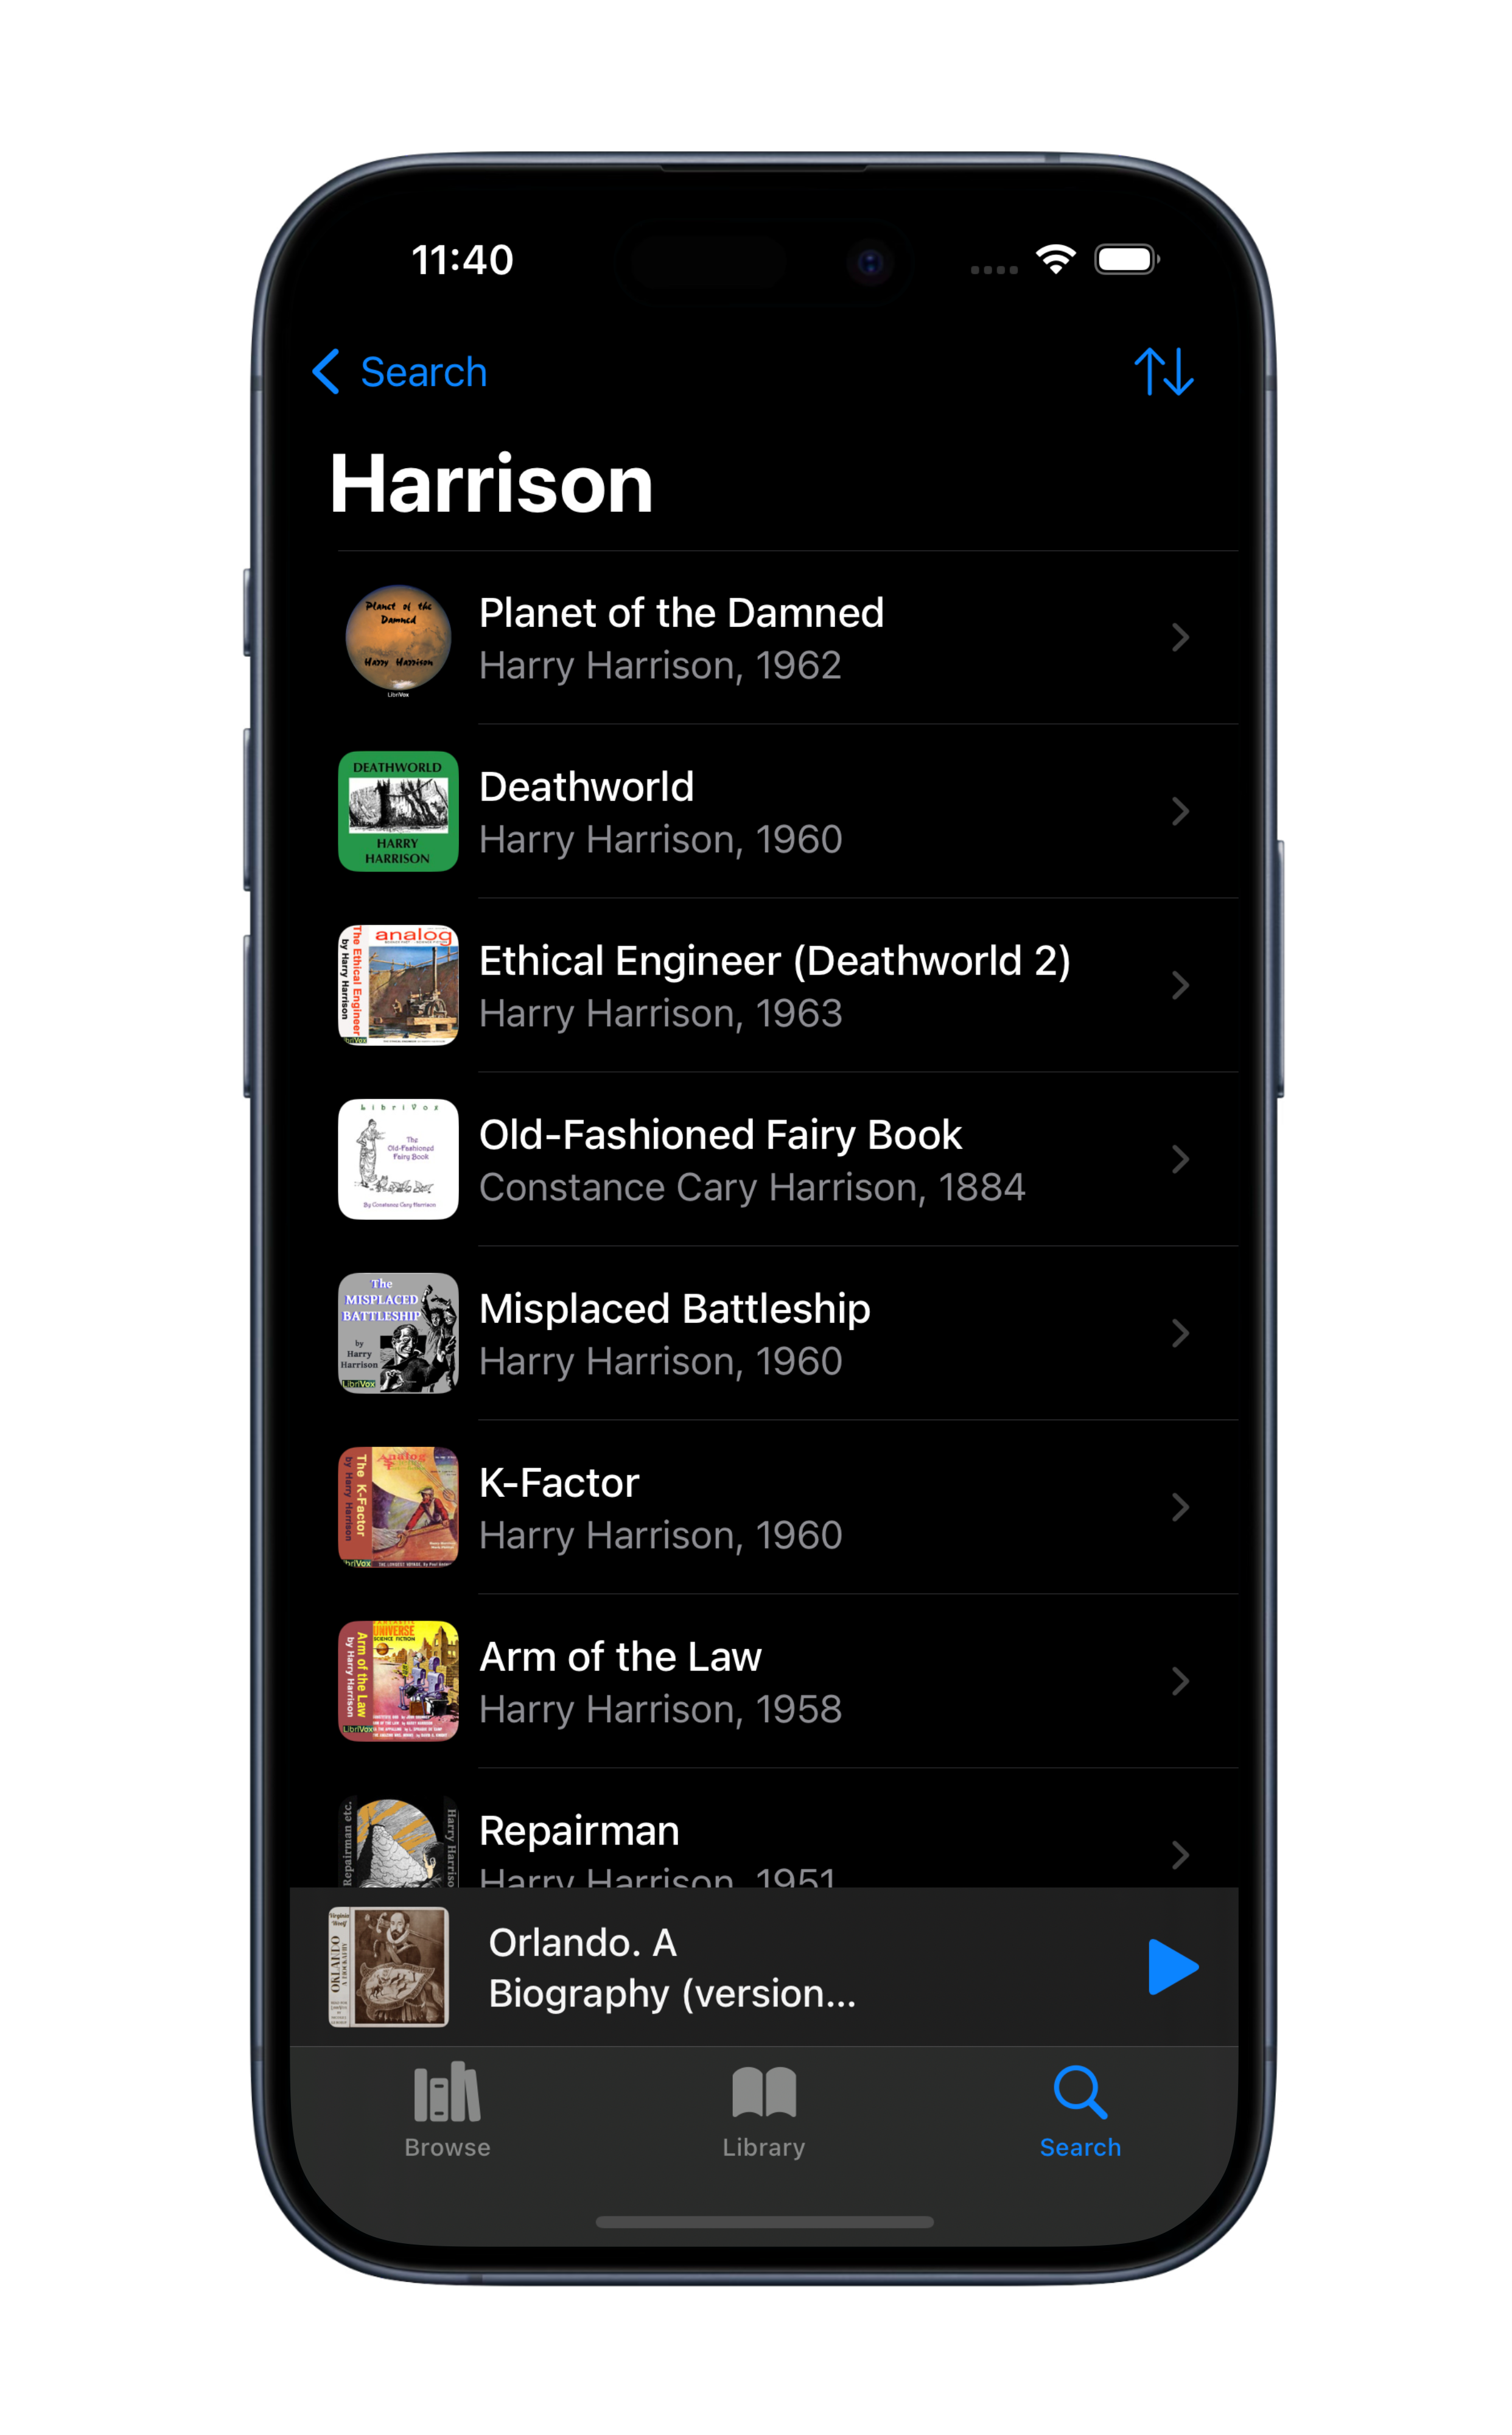 11:40
Search
Harrison
Planet of the
Damned
Harry Harrison
LibriVox
Planet of the Damned
Harry Harrison, 1962
DEATHWORLD
HARRY
HARRISON
Deathworld
Harry Harrison, 1960
The Ethical Engineer
by Harry Harrison
analog
Ethical Engineer (Deathworld 2)
Harry Harrison, 1963
LibriVox
The
Old-Fashioned
Fairy Book
By Constance Cary Harrison
Old-Fashioned Fairy Book
Constance Cary Harrison, 1884
The
MISPLACED
BATTLESHIP
by
Harry
Harrison
LibriVox
Misplaced Battleship
Harry Harrison, 1960
The K-Factor
by Harry Harrison
Analog
K-Factor
Harry Harrison, 1960
Arm of the Law
by Harry Harrison
UNIVERSE
SCIENCE FICTION
LibriVox
Arm of the Law
Harry Harrison, 1958
Repairman etc.
Harry Harriso
Repairman
Harry Harrison, 1951
Virginia
Woolf
ORLANDO
A BIOGRAPHY
Orlando. A
Biography (version...
Browse
Library
Search